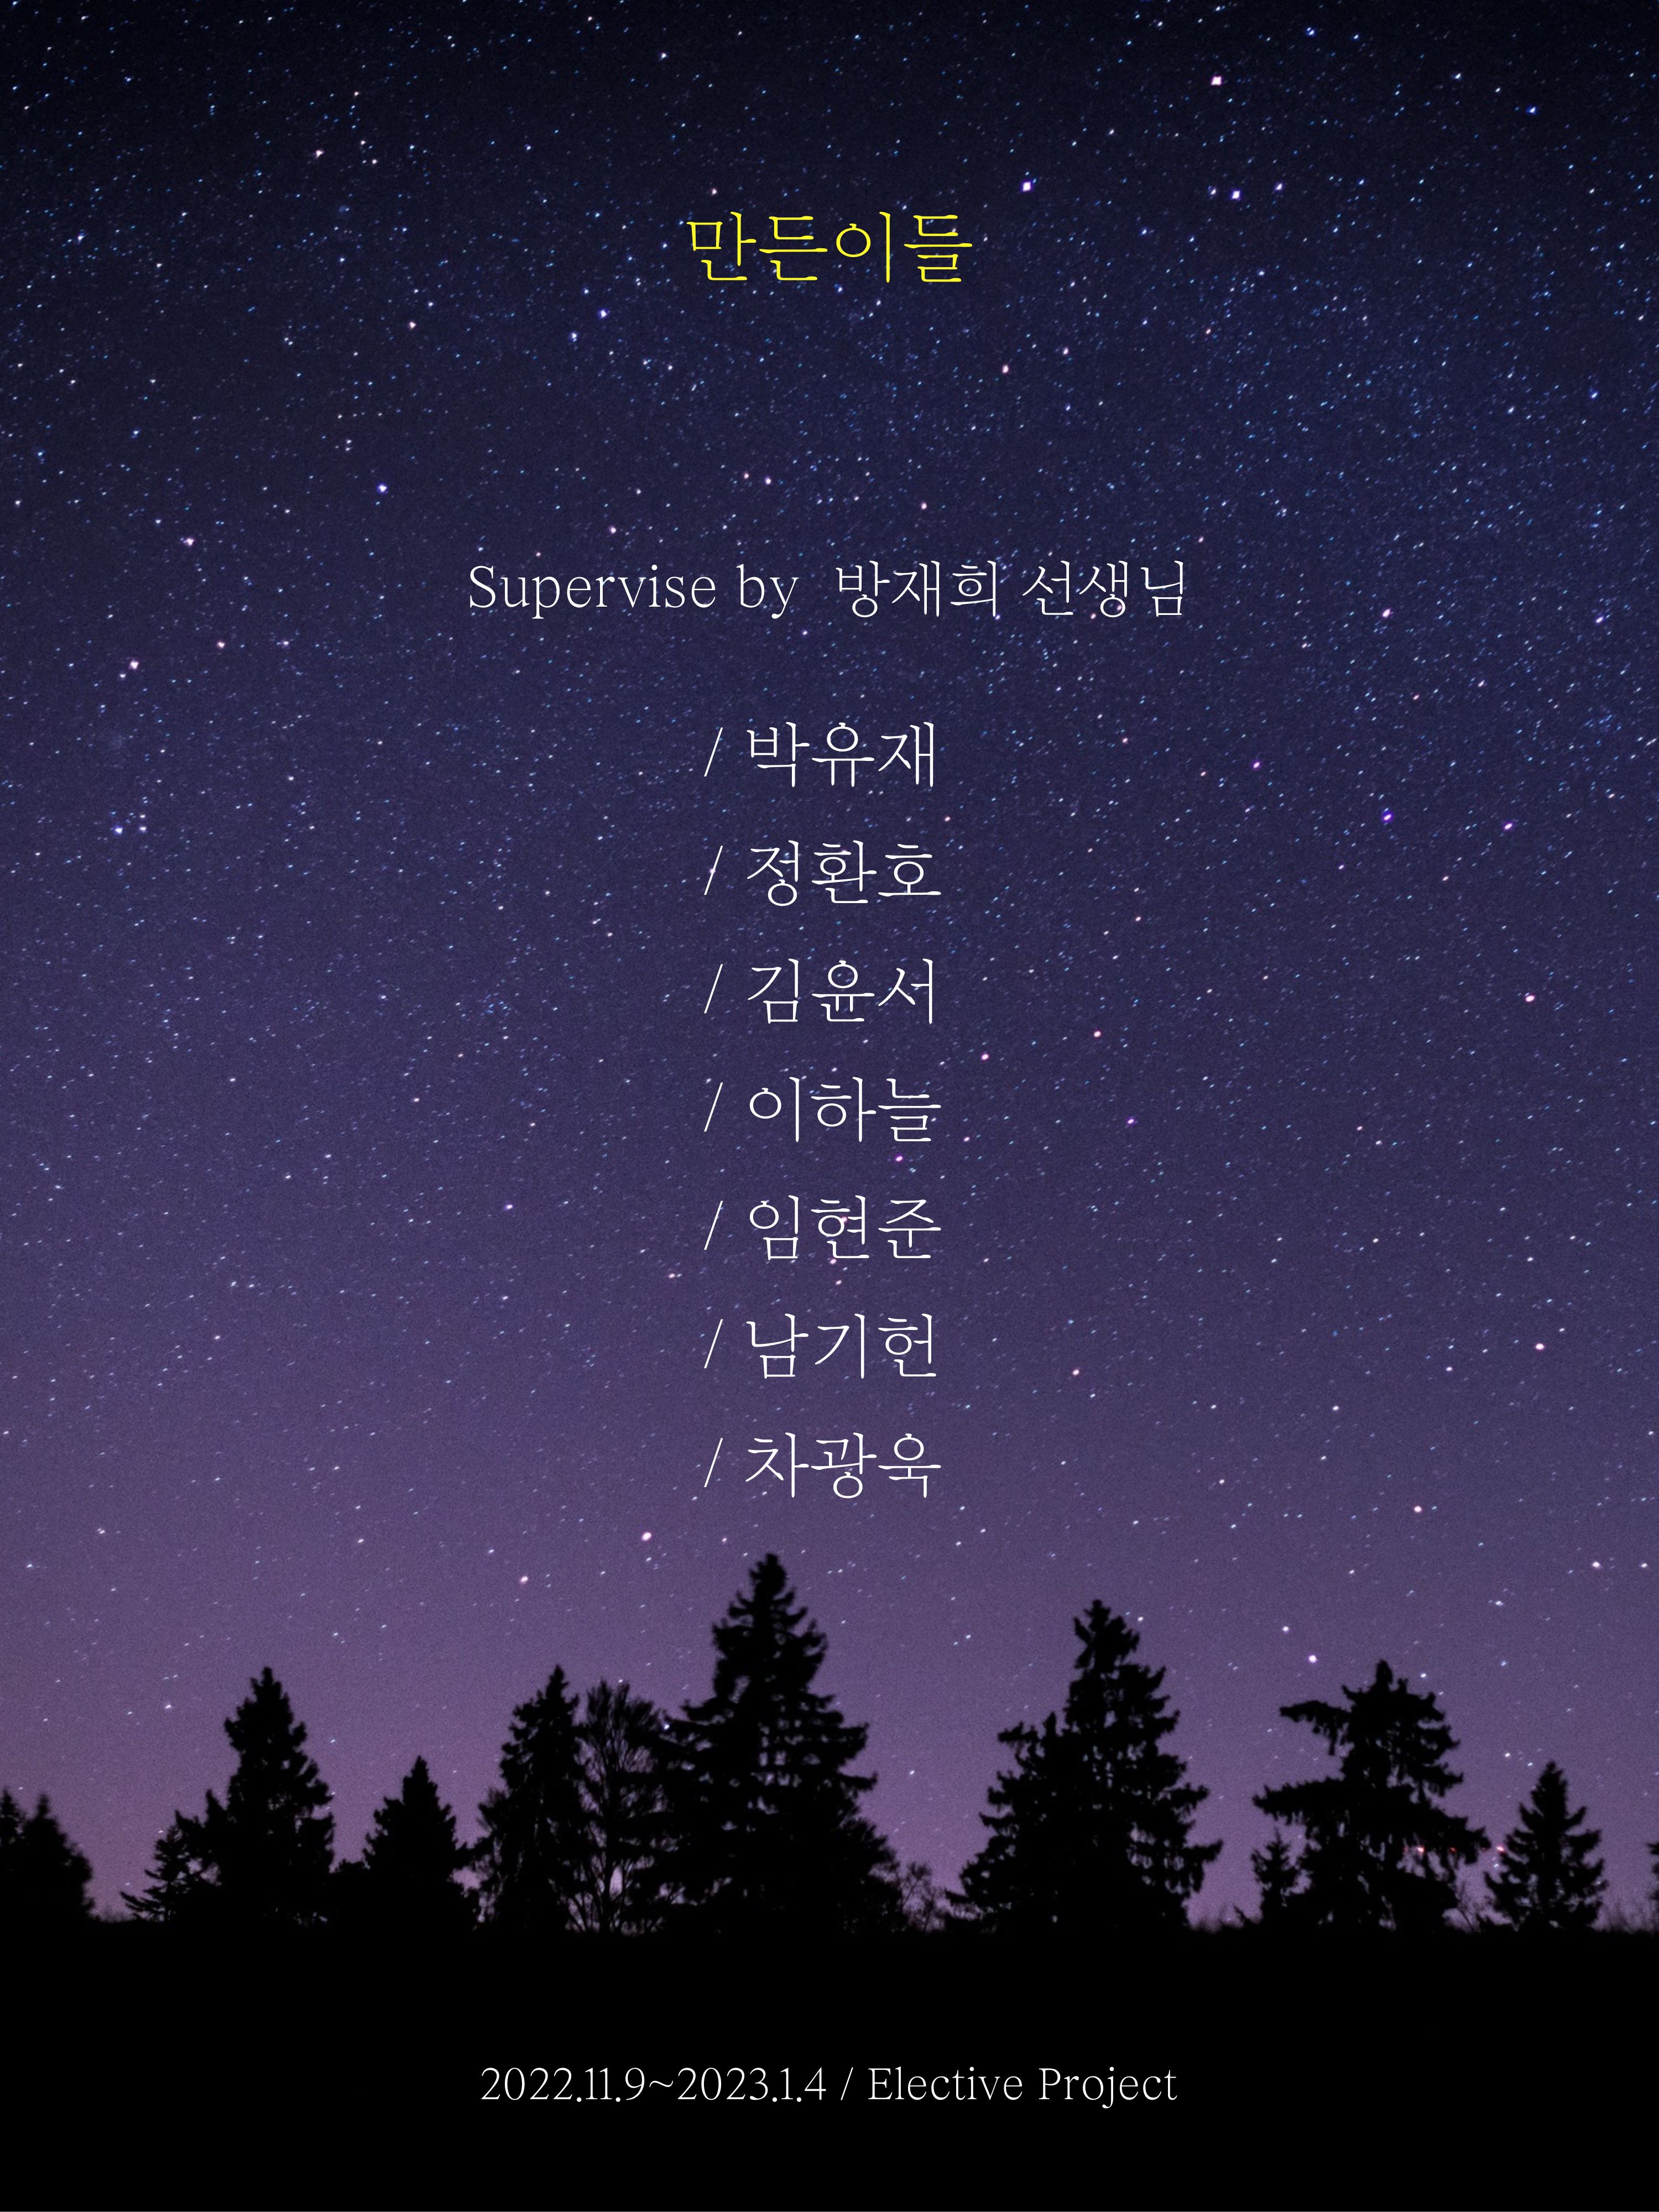 만든이들
Supervise by 방재희 선생님
/ 박유재
/ 정환호
/ 김윤서
/ 이하늘
/ 임현준
/ 남기헌
/ 차광욱
2022.11.9~2023.1.4 / Elective Project